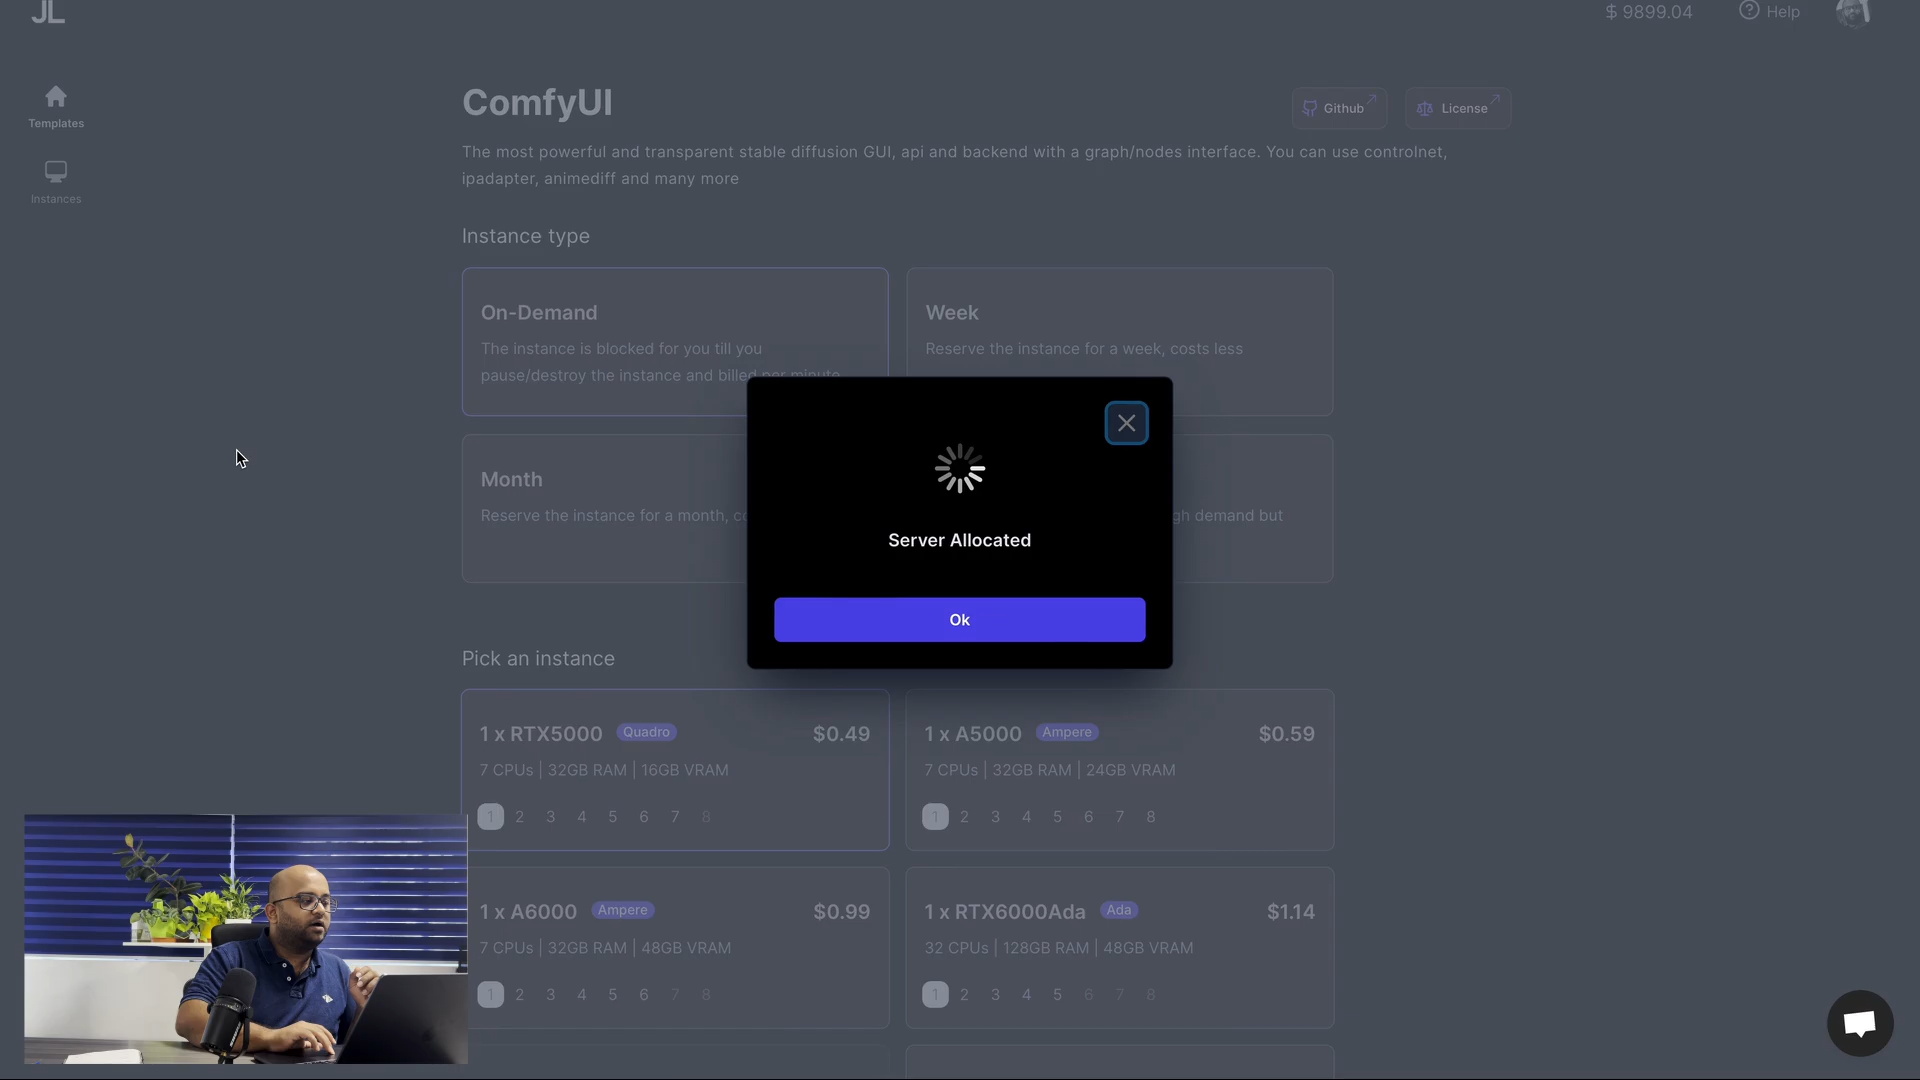 JL
$ 9899.04
Help
Templates
Instances
ComfyUI
Github
License
The most powerful and transparent stable diffusion GUI, api and backend with a graph/nodes interface. You can use controlnet,
ipadapter, animediff and many more
Instance type
On-Demand
The instance is blocked for you till you
pause/destroy the instance and billed per minute
Week
Reserve the instance for a week, costs less
Month
Reserve the instance for a month,
demand but
Server Allocated
Ok
Pick an instance
1 x RTX5000 Quadro $0.49
7 CPUs | 32GB RAM | 16GB VRAM
1 2 3 4 5 6 7 8
1 x A5000 Ampere $0.59
7 CPUs | 32GB RAM | 24GB VRAM
1 2 3 4 5 6 7 8
1 x A6000 Ampere $0.99
7 CPUs | 32GB RAM | 48GB VRAM
1 2 3 4 5 6 7 8
1 x RTX6000Ada Ada $1.14
32 CPUs | 128GB RAM | 48GB VRAM
1 2 3 4 5 6 7 8